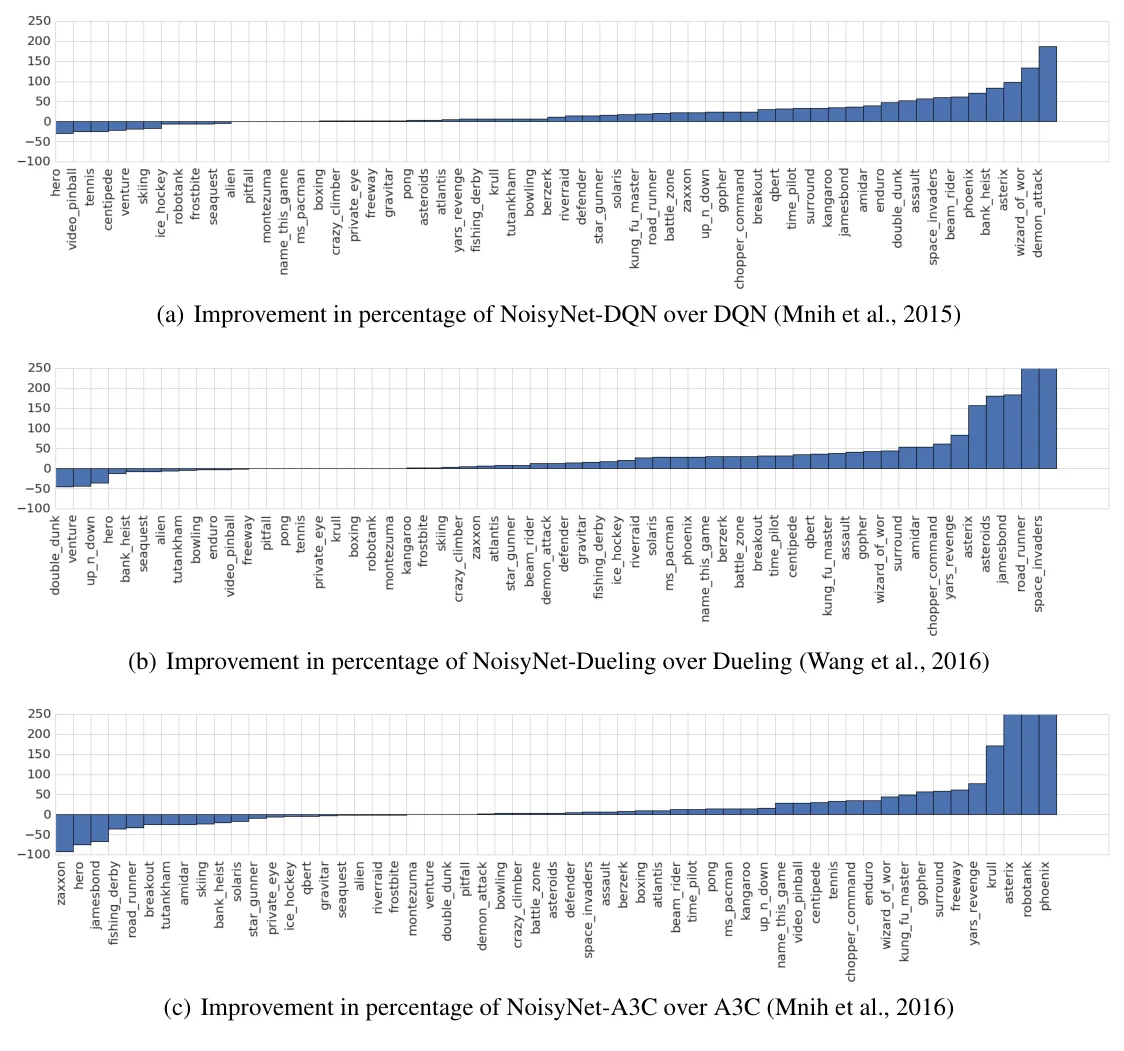 250
200
150
100
50
0
−50
−100
hero
video_pinball
tennis
centipede
venture
skiing
ice_hockey
robotank
frostbite
seaquest
alien
pitfall
montezuma
name_this_game
ms_pacman
boxing
crazy_climber
private_eye
freeway
gravitar
pong
asteroids
atlantis
yars_revenge
fishing_derby
krull
tutankham
bowling
berzerk
riverraid
defender
star_gunner
solaris
kung_fu_master
road_runner
battle_zone
zaxxon
up_n_down
gopher
chopper_command
breakout
qbert
time_pilot
surround
kangaroo
jamesbond
amidar
enduro
double_dunk
assault
space_invaders
beam_rider
phoenix
bank_heist
asterix
wizard_of_wor
demon_attack
(a) Improvement in percentage of NoisyNet-DQN over DQN (Mnih et al., 2015)
250
200
150
100
50
0
−50
−100
double_dunk
venture
up_n_down
hero
bank_heist
seaquest
alien
tutankham
bowling
enduro
video_pinball
freeway
pitfall
pong
tennis
private_eye
krull
boxing
robotank
montezuma
kangaroo
frostbite
skiing
crazy_climber
zaxxon
atlantis
star_gunner
beam_rider
demon_attack
defender
gravitar
fishing_derby
ice_hockey
riverraid
solaris
ms_pacman
phoenix
name_this_game
berzerk
battle_zone
breakout
time_pilot
centipede
qbert
kung_fu_master
assault
gopher
wizard_of_wor
surround
amidar
chopper_command
yars_revenge
asterix
asteroids
jamesbond
road_runner
space_invaders
(b) Improvement in percentage of NoisyNet-Dueling over Dueling (Wang et al., 2016)
250
200
150
100
50
0
−50
−100
zaxxon
hero
jamesbond
fishing_derby
road_runner
breakout
tutankham
amidar
skiing
bank_heist
solaris
star_gunner
private_eye
ice_hockey
qbert
gravitar
seaquest
alien
riverraid
frostbite
montezuma
venture
double_dunk
pitfall
demon_attack
bowling
crazy_climber
battle_zone
asteroids
defender
space_invaders
assault
berzerk
boxing
atlantis
beam_rider
time_pilot
pong
ms_pacman
kangaroo
up_n_down
name_this_game
video_pinball
centipede
tennis
chopper_command
enduro
wizard_of_wor
kung_fu_master
gopher
surround
freeway
yars_revenge
krull
asterix
robotank
phoenix
(c) Improvement in percentage of NoisyNet-A3C over A3C (Mnih et al., 2016)